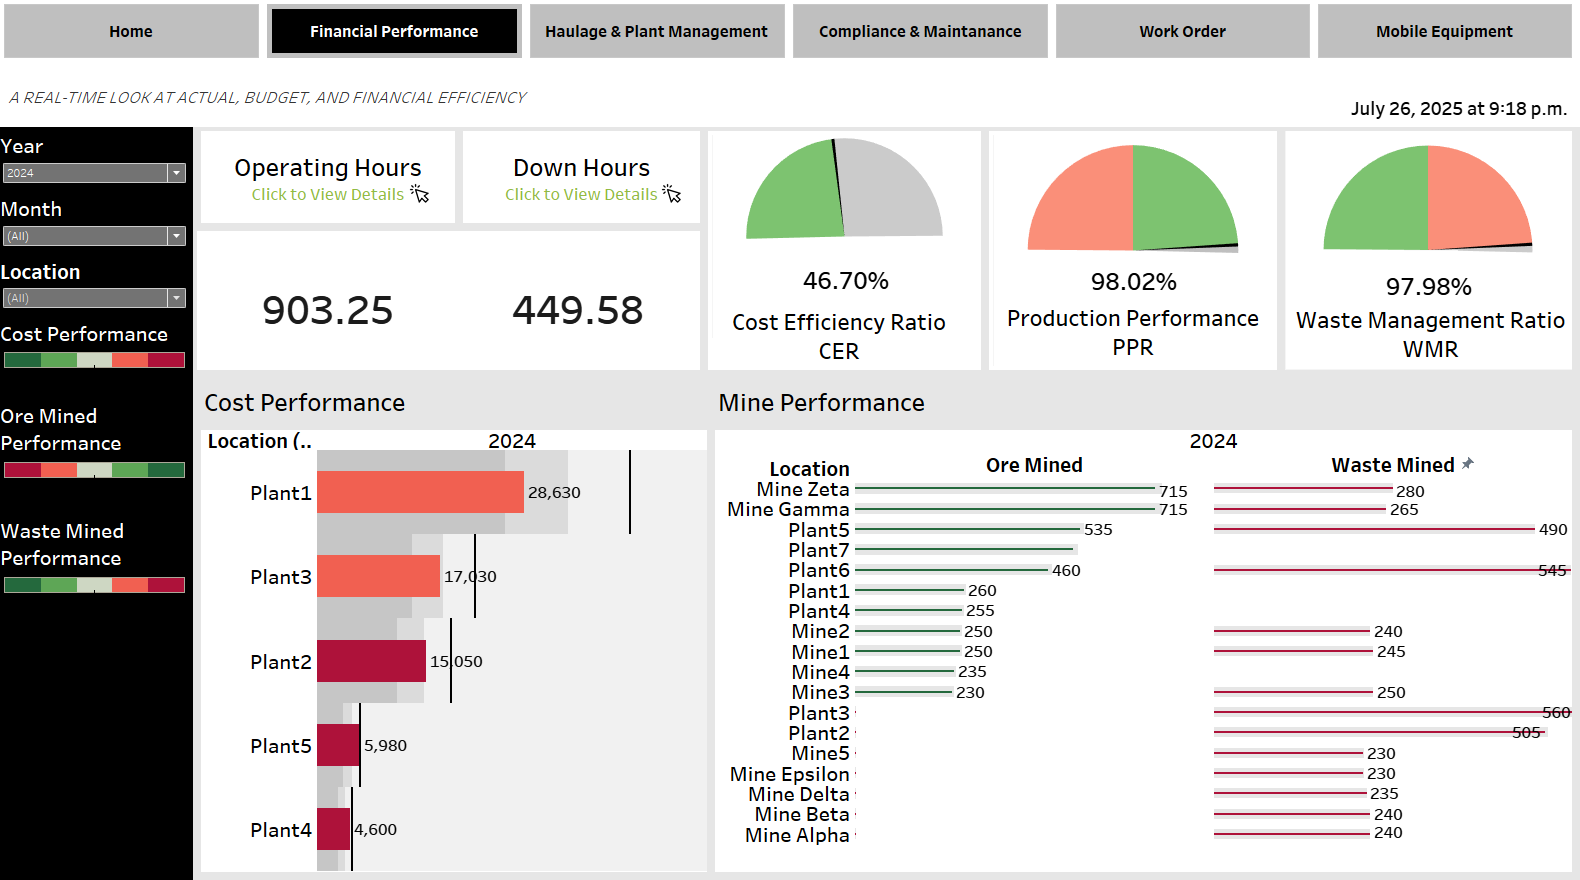 Home
Financial Performance
Haulage & Plant Management
Compliance & Maintanance
Work Order
Mobile Equipment
A REAL-TIME LOOK AT ACTUAL, BUDGET, AND FINANCIAL EFFICIENCY
July 26, 2025 at 9:18 p.m.
Year
2024
Month
(All)
Location
(All)
Cost Performance
Ore Mined
Performance
Waste Mined
Performance
Operating Hours
Click to View Details
Down Hours
Click to View Details
903.25
449.58
46.70%
Cost Efficiency Ratio
CER
98.02%
Production Performance
PPR
97.98%
Waste Management Ratio
WMR
Cost Performance
Location (..
2024
Plant1
28,630
Plant3
17,030
Plant2
15,050
Plant5
5,980
Plant4
4,600
Mine Performance
2024
Location
Ore Mined
Waste Mined
Mine Zeta 715 280
Mine Gamma 715 265
Plant5 535 490
Plant7
Plant6 460 545
Plant1 260
Plant4 255
Mine2 250 240
Mine1 250 245
Mine4 235
Mine3 230 250
Plant3 560
Plant2 505
Mine5 230
Mine Epsilon 230
Mine Delta 235
Mine Beta 240
Mine Alpha 240